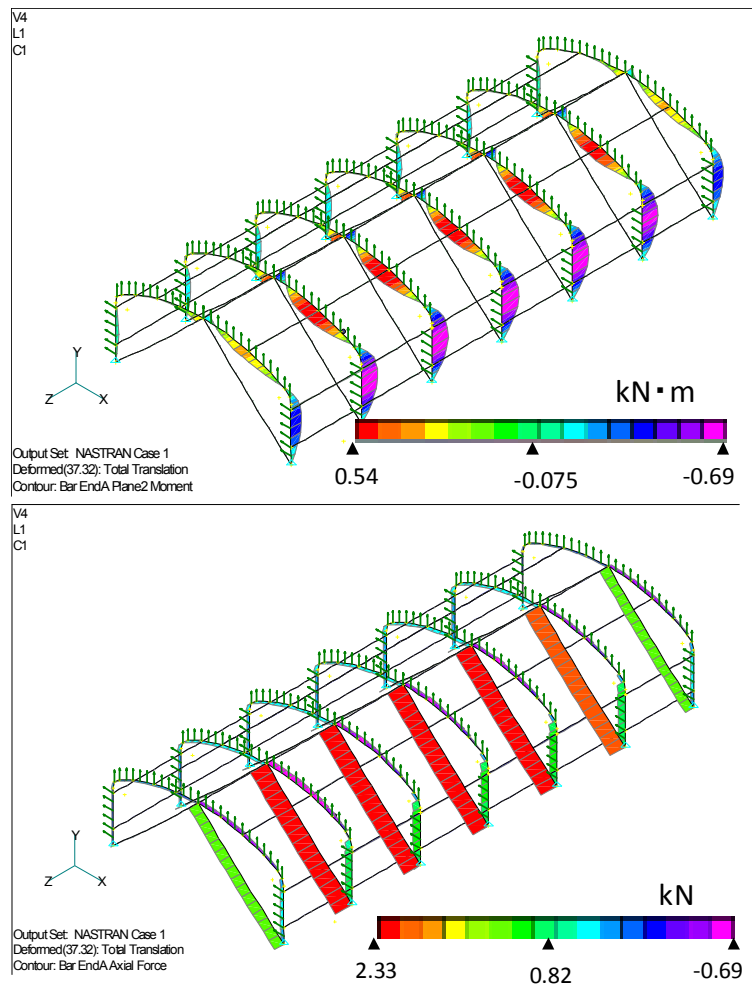 V4
L1
C1
Y
Z X
Output Set: NASTRAN Case 1
Deformed(37.32): Total Translation
Contour: Bar EndA Plane2 Moment
kN・m
0.54 -0.075 -0.69
V4
L1
C1
Y
Z X
Output Set: NASTRAN Case 1
Deformed(37.32): Total Translation
Contour: Bar EndA Axial Force
kN
2.33 0.82 -0.69